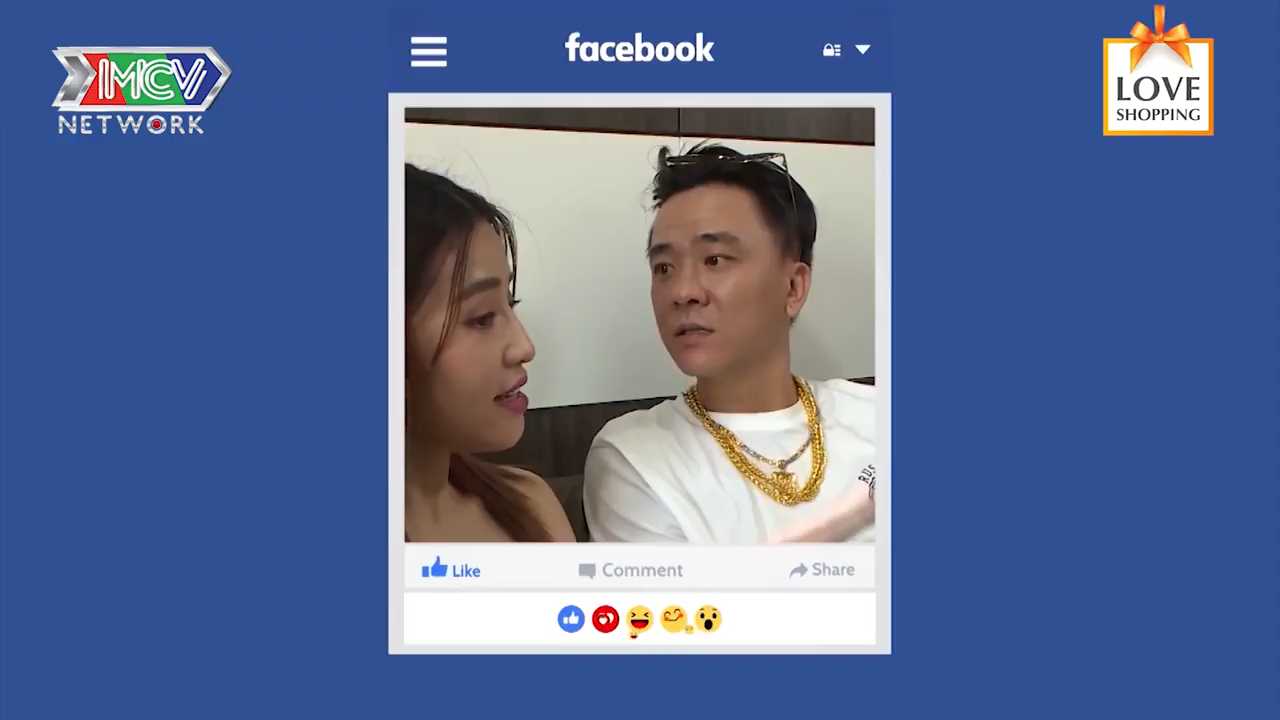 MCV
NETWORK
facebook
LOVE
SHOPPING
Like
Comment
Share